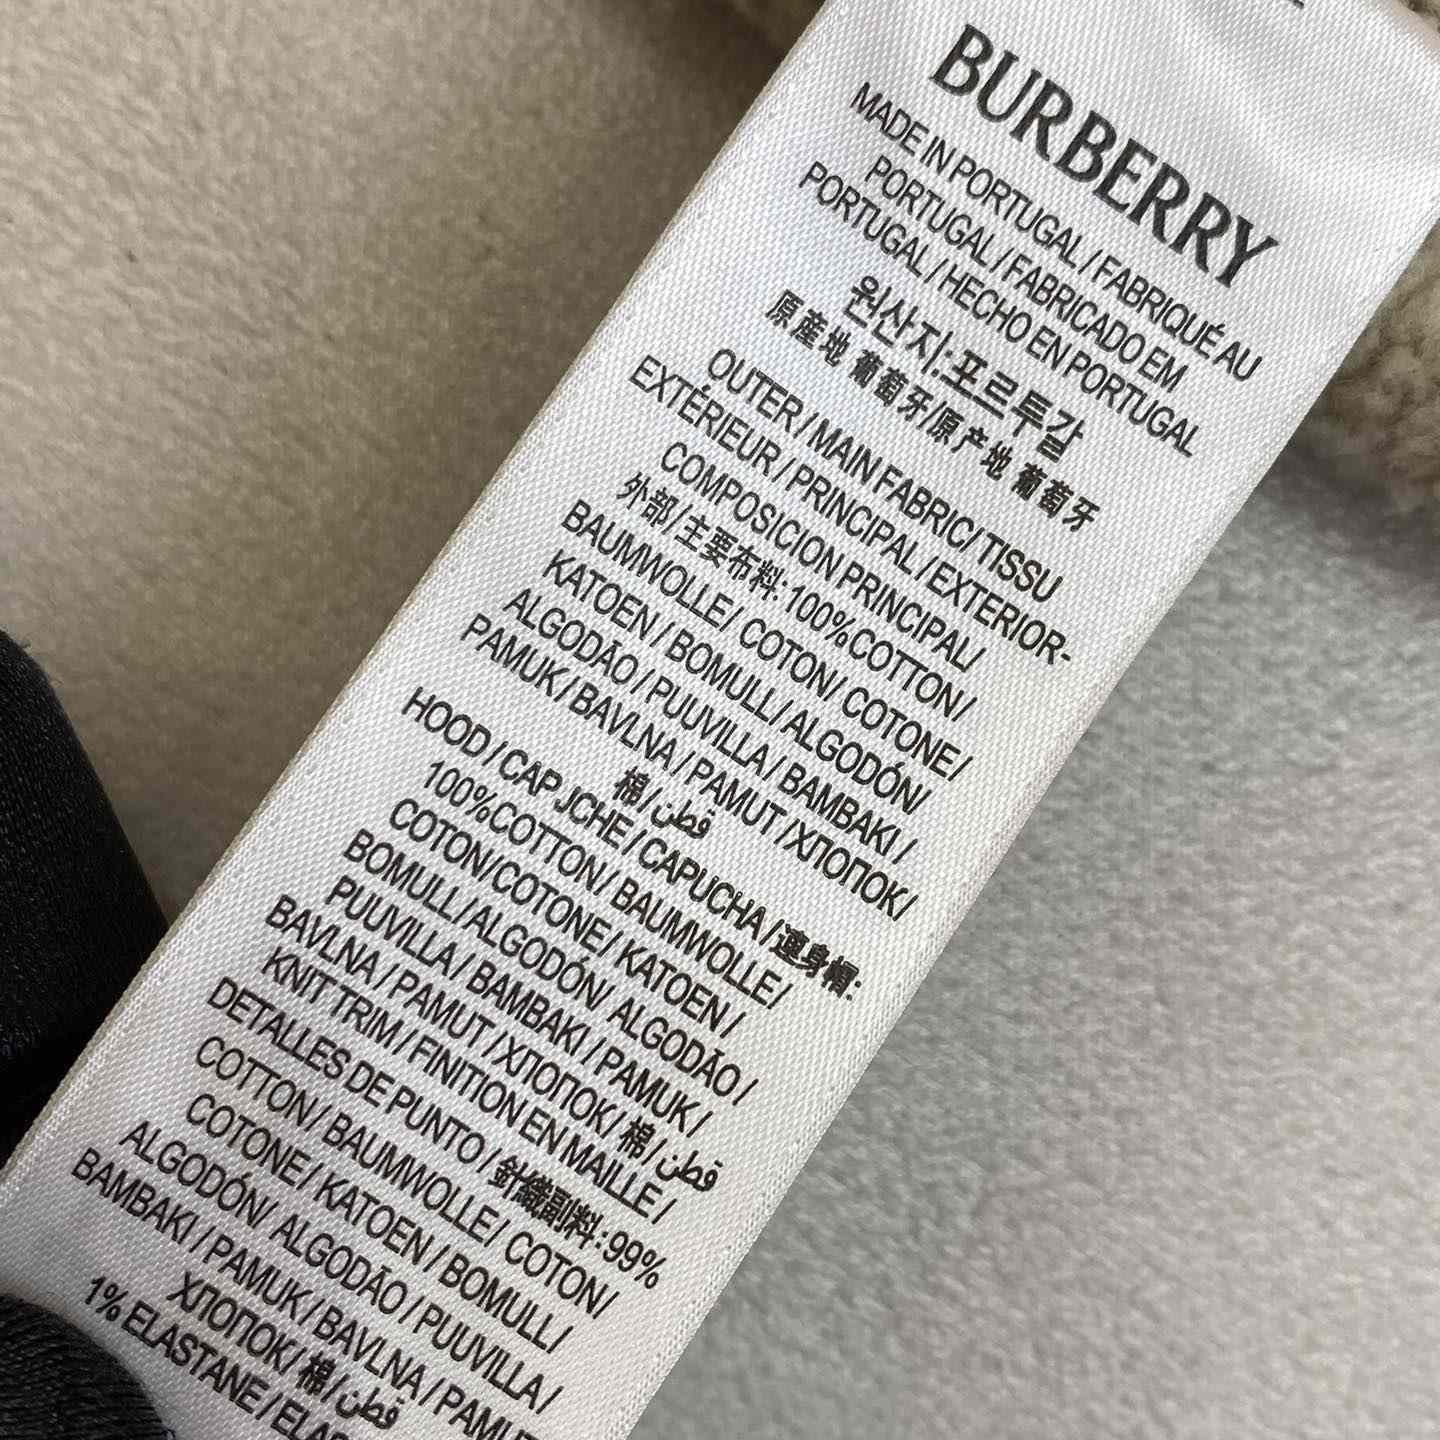 BURBERRY
MADE IN PORTUGAL / FABRIQUÉ AU
PORTUGAL / FABRICADO EM
PORTUGAL / HECHO EN PORTUGAL
원산지:포르투갈
原產地 葡萄牙/原产地 葡萄牙
OUTER / MAIN FABRIC / TISSU
EXTÉRIEUR / PRINCIPAL / EXTERIOR-
COMPOSICION PRINCIPAL/
外部 / 主要布料: 100%COTTON /
BAUMWOLLE/ COTON/ COTONE /
KATOEN / BOMULL / ALGODÓN/
ALGODÃO / PUUVILLA / BAMBAKI /
PAMUK / BAVLNA / PAMUT /ХЛОПОК/
棉 / قطن
HOOD / CAP JCHE / CAPUCHA / 連身帽:
100%COTTON/ BAUMWOLLE /
COTON/COTONE / KATOEN /
BOMULL / ALGODÓN/ ALGODÃO /
PUUVILLA / BAMBAKI / PAMUK /
BAVLNA / PAMUT /ХЛОПОК/ 棉 / قطن
KNIT TRIM / FINITION EN MAILLE /
DETALLES DE PUNTO / 針織副料: 99%
COTTON/ BAUMWOLLE/ COTON/
COTONE / KATOEN / BOMULL /
ALGODÓN/ ALGODÃO / PUUVILLA /
BAMBAKI / PAMUK / BAVLNA / PAMUT
ХЛОПОК/ 棉 / قطن
1% ELASTANE / ELAS